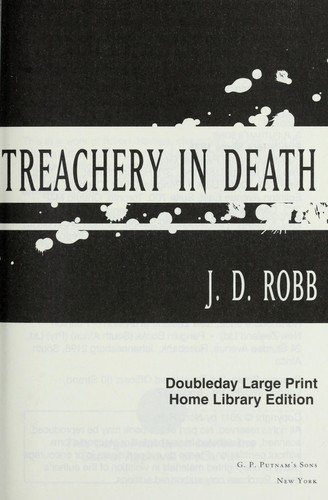 TREACHERY IN DEATH
J. D. ROBB
Doubleday Large Print
Home Library Edition
G. P. Putnam's Sons
New York